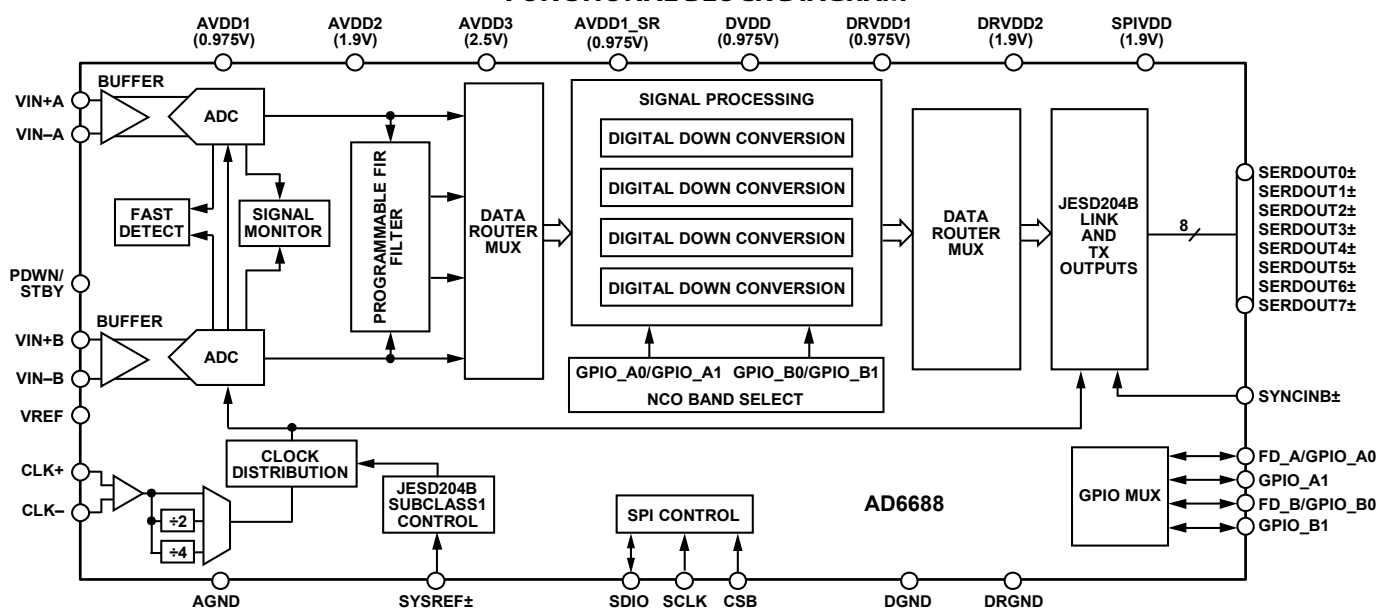 FUNCTIONAL BLOCK DIAGRAM
AVDD1
(0.975V)
AVDD2
(1.9V)
AVDD3
(2.5V)
AVDD1_SR
(0.975V)
DVDD
(0.975V)
DRVDD1
(0.975V)
DRVDD2
(1.9V)
SPIVDD
(1.9V)
BUFFER
VIN+A
VIN–A
ADC
FAST
DETECT
SIGNAL
MONITOR
PROGRAMMABLE FIR
FILTER
DATA
ROUTER
MUX
SIGNAL PROCESSING
DIGITAL DOWN CONVERSION
DIGITAL DOWN CONVERSION
DIGITAL DOWN CONVERSION
DIGITAL DOWN CONVERSION
DATA
ROUTER
MUX
JESD204B
LINK
AND
TX
OUTPUTS
8
SERDOUT0±
SERDOUT1±
SERDOUT2±
SERDOUT3±
SERDOUT4±
SERDOUT5±
SERDOUT6±
SERDOUT7±
PDWN/
STBY
BUFFER
VIN+B
VIN–B
ADC
GPIO_A0/GPIO_A1 GPIO_B0/GPIO_B1
NCO BAND SELECT
VREF
SYNCINB±
CLK+
CLK–
÷2
÷4
CLOCK
DISTRIBUTION
JESD204B
SUBCLASS1
CONTROL
SPI CONTROL
AD6688
GPIO MUX
FD_A/GPIO_A0
GPIO_A1
FD_B/GPIO_B0
GPIO_B1
AGND
SYSREF±
SDIO
SCLK
CSB
DGND
DRGND